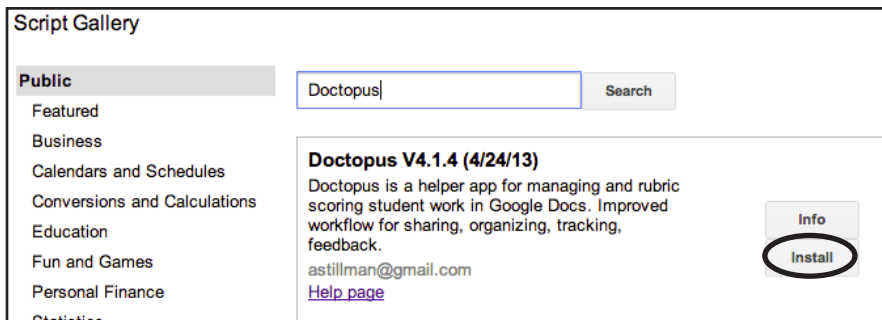 Script Gallery
Public
Featured
Business
Calendars and Schedules
Conversions and Calculations
Education
Fun and Games
Personal Finance
Statistics
Doctopus
Search
Doctopus V4.1.4 (4/24/13)
Doctopus is a helper app for managing and rubric
scoring student work in Google Docs. Improved
workflow for sharing, organizing, tracking,
feedback.
astillman@gmail.com
Help page
Info
Install